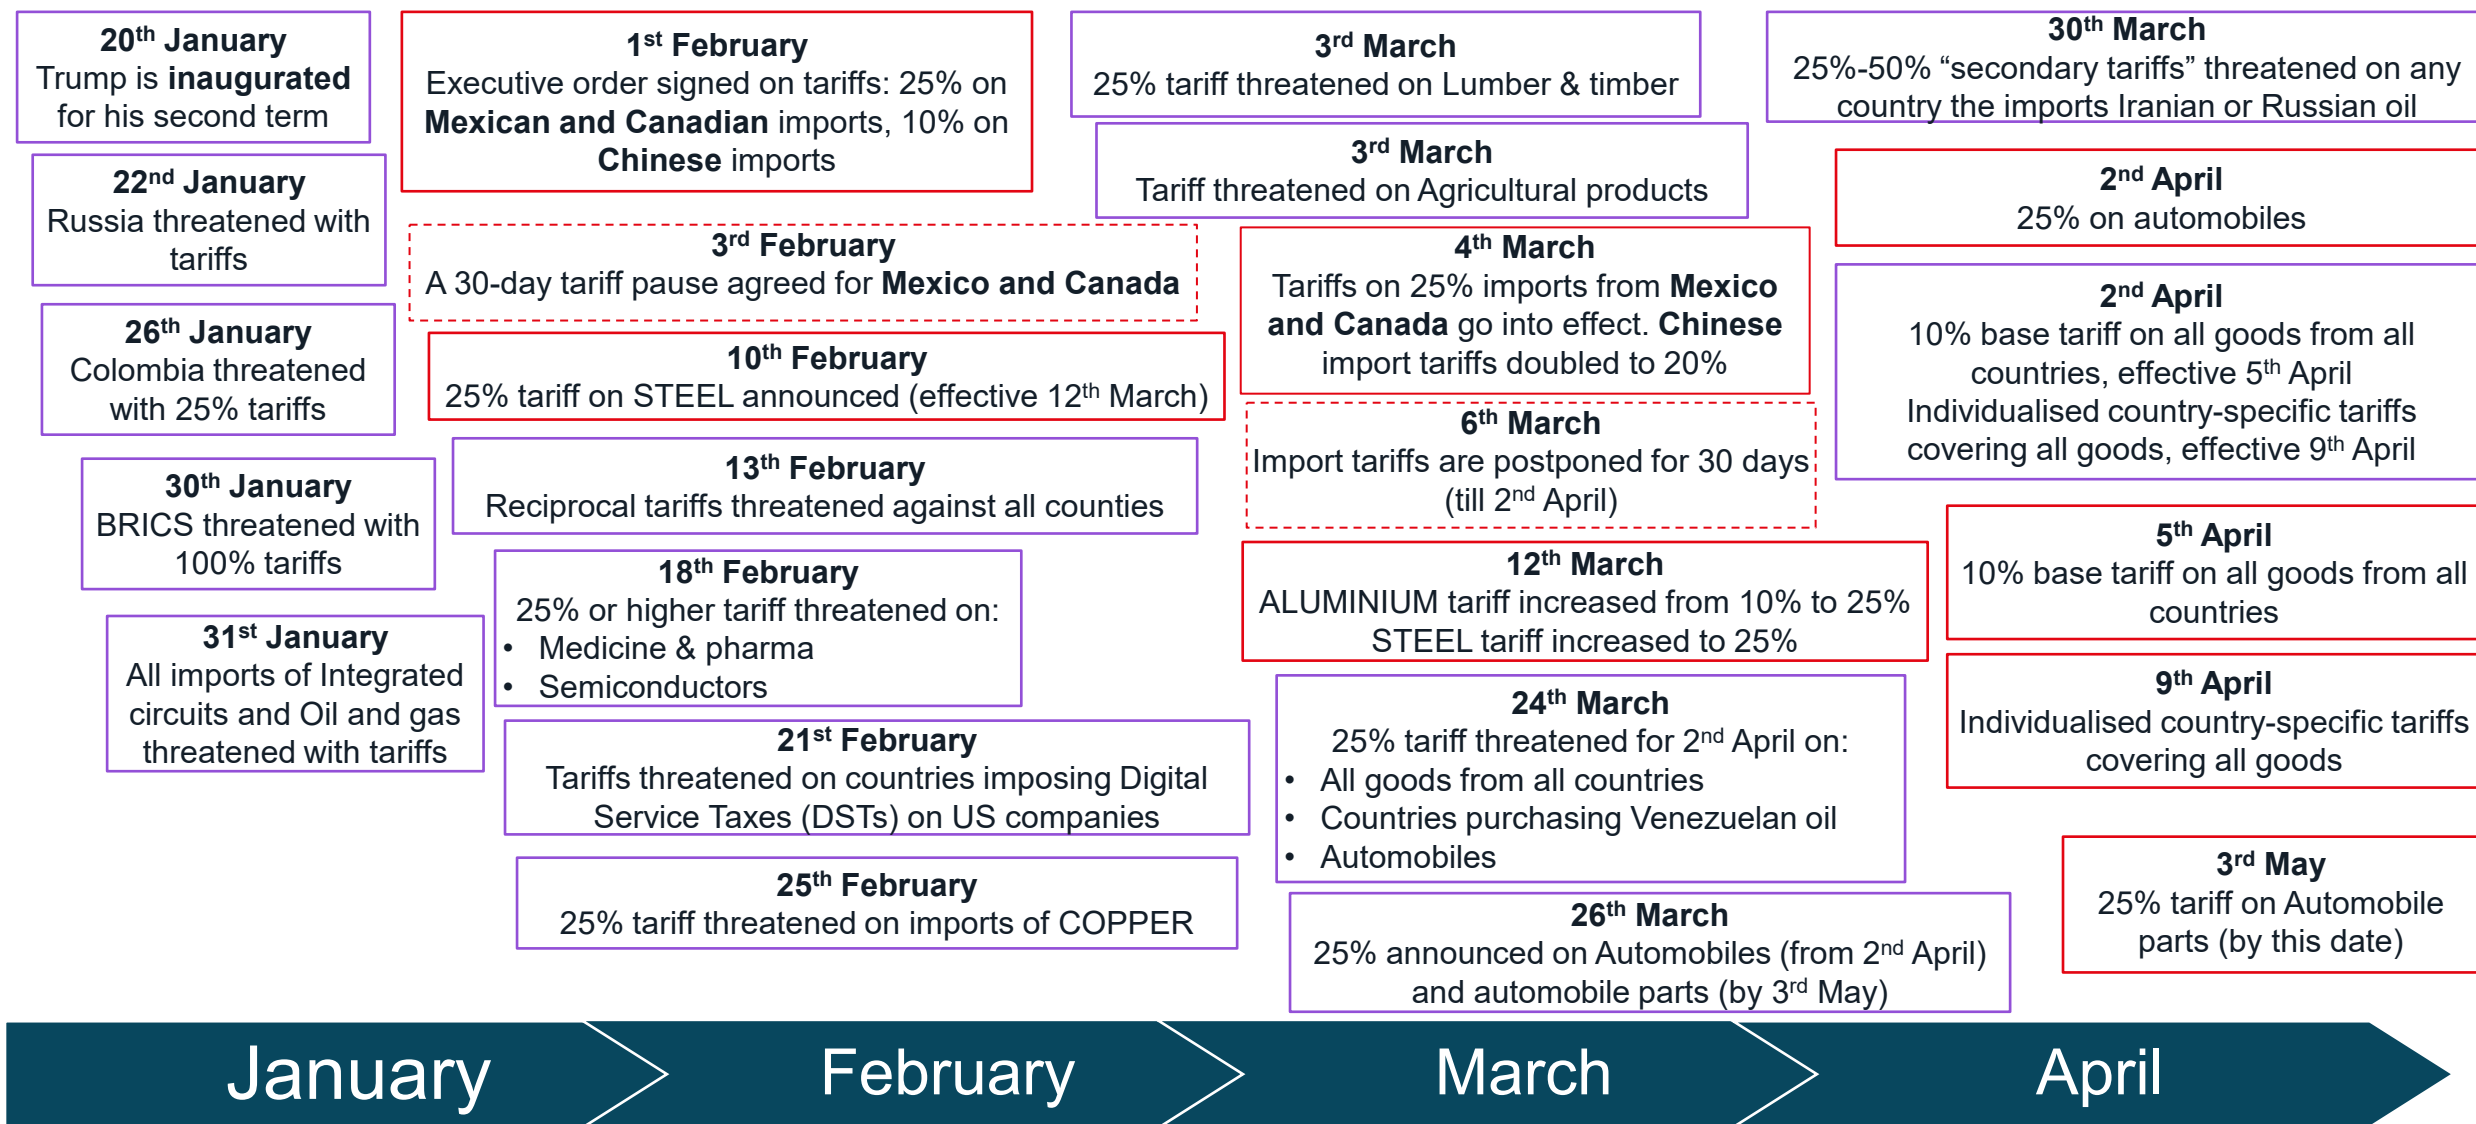 20th January
Trump is inaugurated
for his second term
22nd January
Russia threatened with
tariffs
26th January
Colombia threatened
with 25% tariffs
30th January
BRICS threatened with
100% tariffs
31st January
All imports of Integrated
circuits and Oil and gas
threatened with tariffs
1st February
Executive order signed on tariffs: 25% on
Mexican and Canadian imports, 10% on
Chinese imports
3rd February
A 30-day tariff pause agreed for Mexico and Canada
10th February
25% tariff on STEEL announced (effective 12th March)
13th February
Reciprocal tariffs threatened against all counties
18th February
25% or higher tariff threatened on:
• Medicine & pharma
• Semiconductors
21st February
Tariffs threatened on countries imposing Digital
Service Taxes (DSTs) on US companies
25th February
25% tariff threatened on imports of COPPER
3rd March
25% tariff threatened on Lumber & timber
3rd March
Tariff threatened on Agricultural products
4th March
Tariffs on 25% imports from Mexico
and Canada go into effect. Chinese
import tariffs doubled to 20%
6th March
Import tariffs are postponed for 30 days
(till 2nd April)
12th March
ALUMINIUM tariff increased from 10% to 25%
STEEL tariff increased to 25%
24th March
25% tariff threatened for 2nd April on:
• All goods from all countries
• Countries purchasing Venezuelan oil
• Automobiles
26th March
25% announced on Automobiles (from 2nd April)
and automobile parts (by 3rd May)
30th March
25%-50% “secondary tariffs” threatened on any
country the imports Iranian or Russian oil
2nd April
25% on automobiles
2nd April
10% base tariff on all goods from all
countries, effective 5th April
Individualised country-specific tariffs
covering all goods, effective 9th April
5th April
10% base tariff on all goods from all
countries
9th April
Individualised country-specific tariffs
covering all goods
3rd May
25% tariff on Automobile
parts (by this date)
January
February
March
April